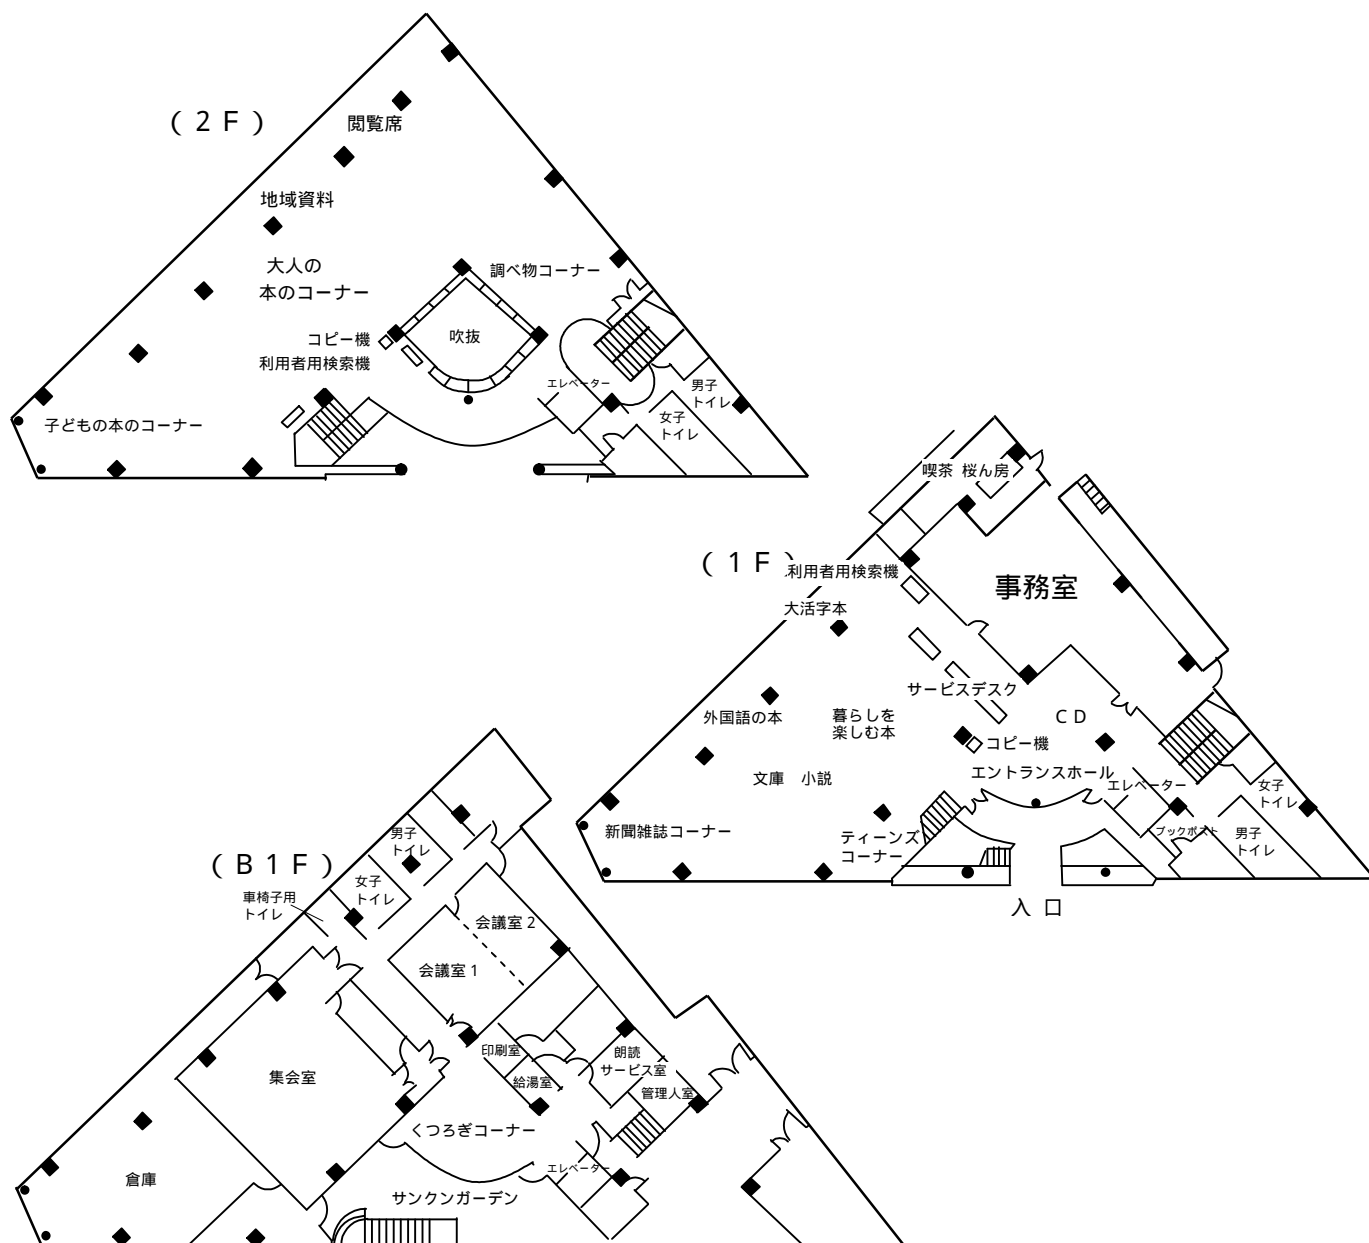 (2F)
閲覧席
地域資料
大人の
本のコーナー
調べ物コーナー
コピー機
吹抜
利用者用検索機
エレベーター
男子
トイレ
女子
トイレ
子どもの本のコーナー
(1F)
喫茶 桜ん房
利用者用検索機
事務室
大活字本
サービスデスク
外国語の本
暮らしを
楽しむ本
CD
コピー機
文庫 小説
エントランスホール
エレベーター
女子
トイレ
新聞雑誌コーナー
ティーンズ
コーナー
ブックポスト
男子
トイレ
入口
(B1F)
男子
トイレ
女子
トイレ
車椅子用
トイレ
会議室2
会議室1
印刷室
朗読
サービス室
集会室
給湯室
管理人室
くつろぎコーナー
エレベーター
倉庫
サンクンガーデン